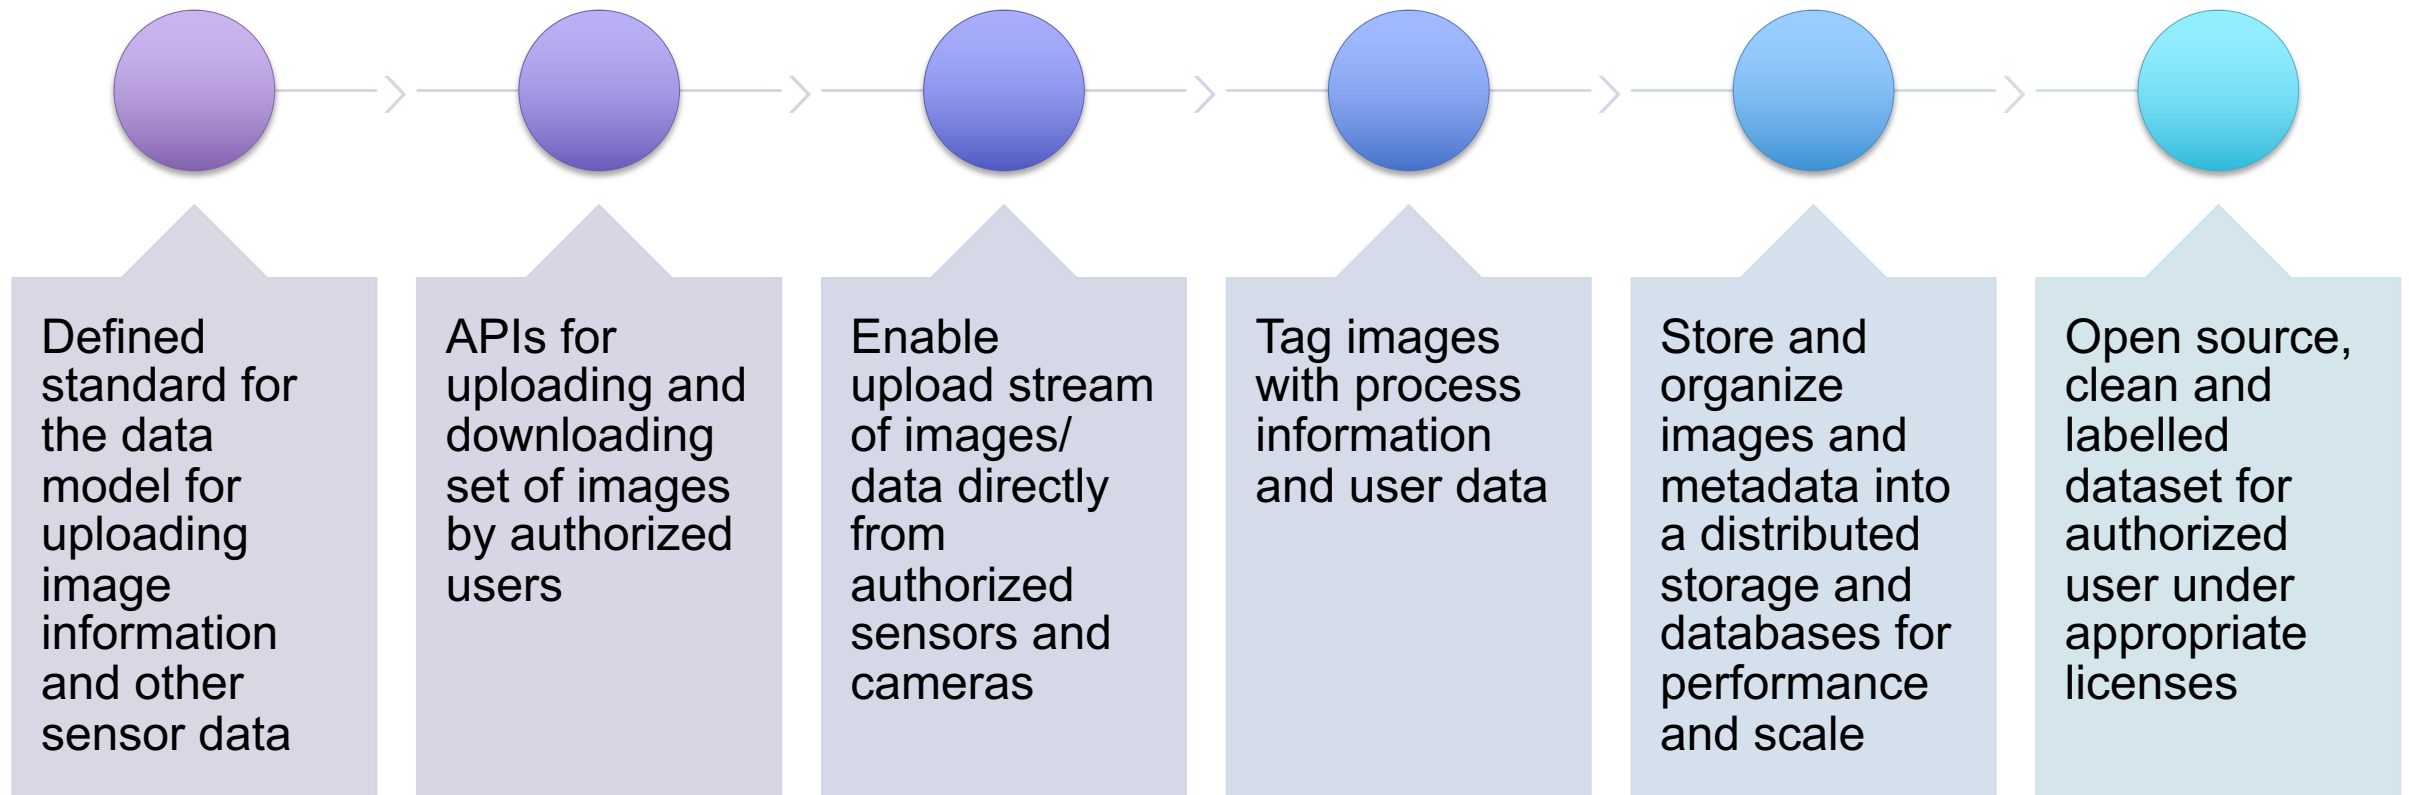 Defined
standard for
the data
model for
uploading
image
information
and other
sensor data
APIs for
uploading and
downloading
set of images
by authorized
users
Enable
upload stream
of images/
data directly
from
authorized
sensors and
cameras
Tag images
with process
information
and user data
Store and
organize
images and
metadata into
a distributed
storage and
databases for
performance
and scale
Open source,
clean and
labelled
dataset for
authorized
user under
appropriate
licenses